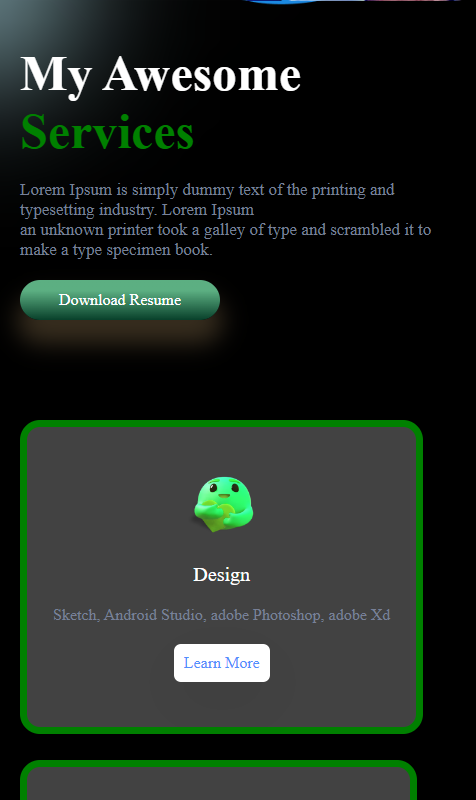 My Awesome
Services
Lorem Ipsum is simply dummy text of the printing and
typesetting industry. Lorem Ipsum
an unknown printer took a galley of type and scrambled it to
make a type specimen book.
Download Resume
Design
Sketch, Android Studio, adobe Photoshop, adobe Xd
Learn More